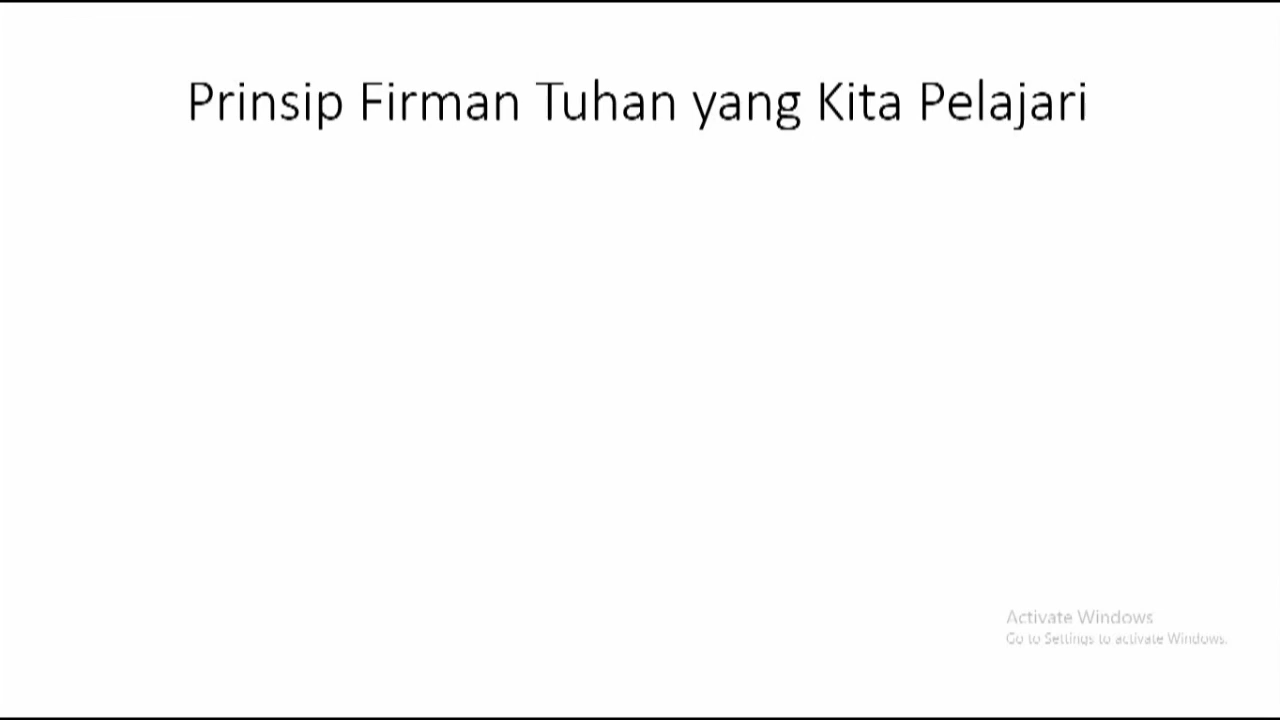 Prinsip Firman Tuhan yang Kita Pelajari
Activate Windows
Go to Settings to activate Windows.